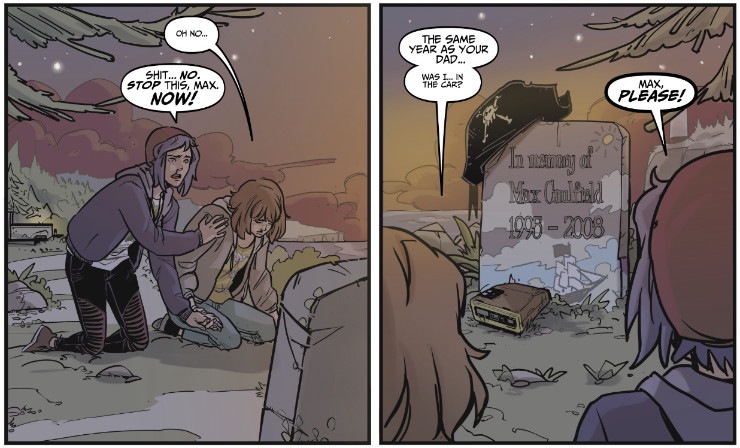 OH NO...
SHIT... NO.
STOP THIS, MAX.
NOW!
THE SAME
YEAR AS YOUR
DAD...
WAS I... IN
THE CAR?
MAX,
PLEASE!
In memory of
Max Caulfield
1995 - 2008